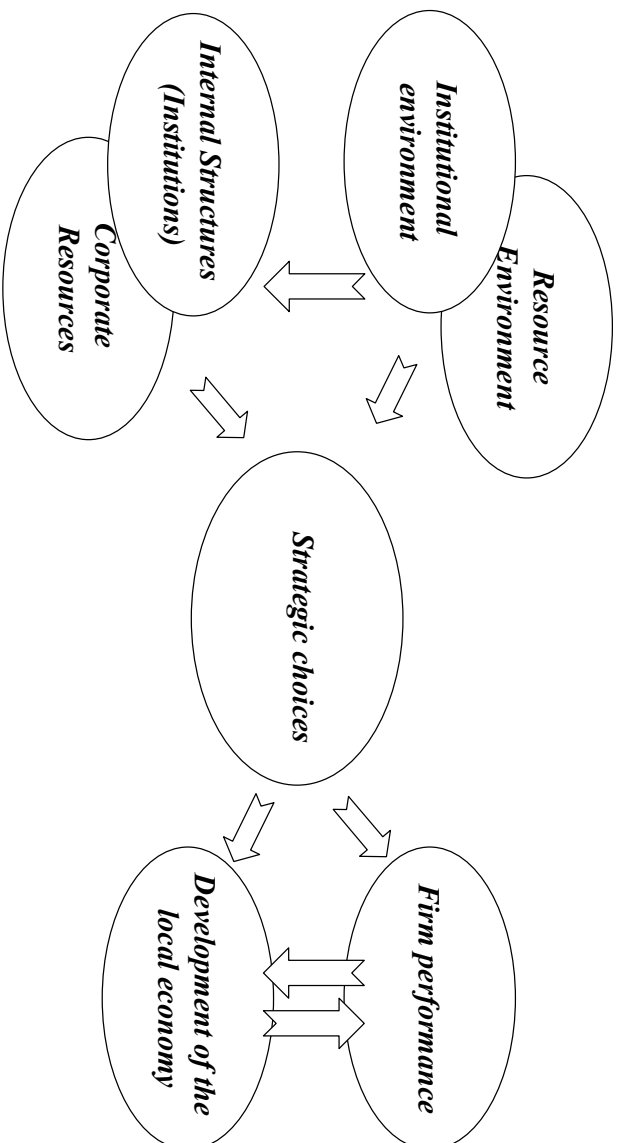 Institutional
environment
Resource
Environment
Internal Structures
(Institutions)
Corporate
Resources
Strategic choices
Firm performance
Development of the
local economy